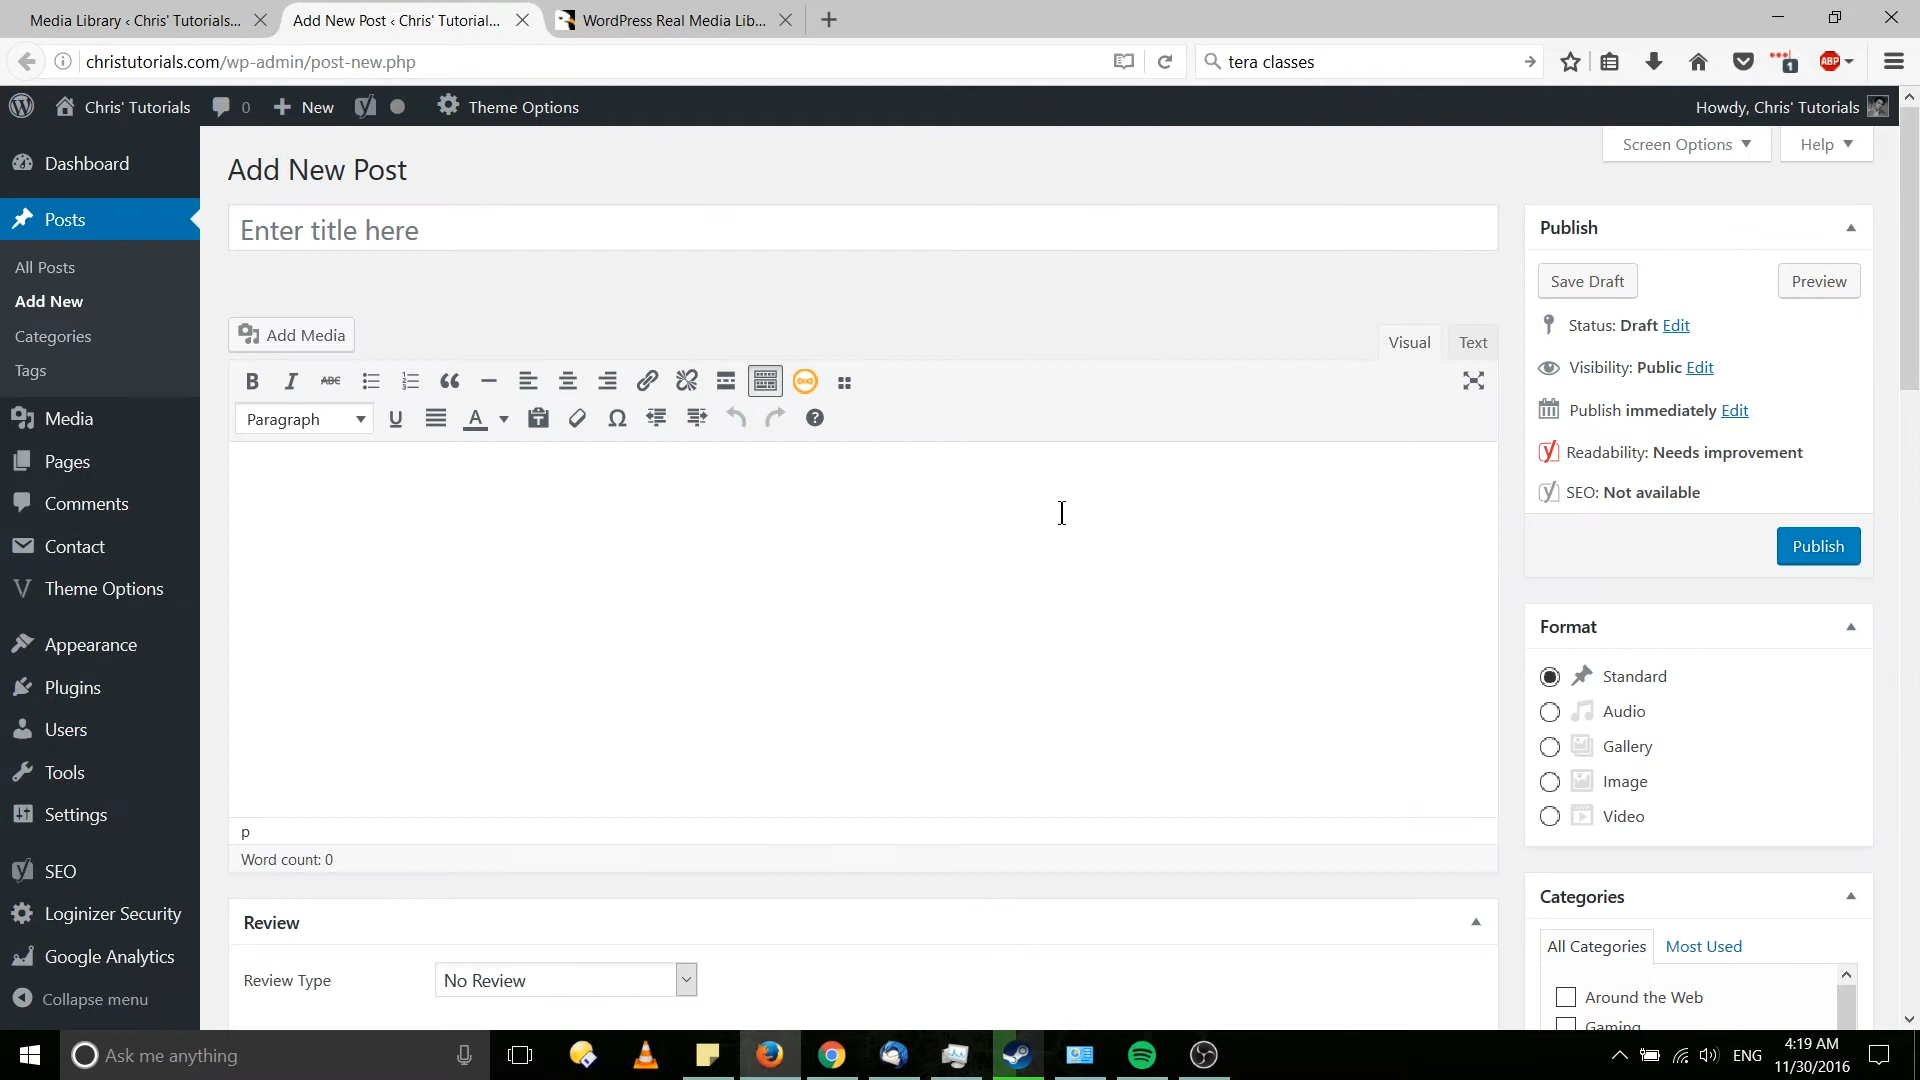 Media Library ‹ Chris' Tutorials...
Add New Post ‹ Chris' Tutorial...
WordPress Real Media Lib...
christutorials.com/wp-admin/post-new.php
tera classes
1
ABP
Chris' Tutorials
0
New
Theme Options
Howdy, Chris' Tutorials
Screen Options
Help
Dashboard
Posts
All Posts
Add New
Categories
Tags
Media
Pages
Comments
Contact
Theme Options
Appearance
Plugins
Users
Tools
Settings
SEO
Loginizer Security
Google Analytics
Collapse menu
Add New Post
Enter title here
Add Media
Visual
Text
B
I
ABC
Paragraph
U
A
Ω
p
Word count: 0
Review
Review Type
No Review
Publish
Save Draft
Preview
Status: Draft Edit
Visibility: Public Edit
Publish immediately Edit
Readability: Needs improvement
SEO: Not available
Publish
Format
Standard
Audio
Gallery
Image
Video
Categories
All Categories
Most Used
Around the Web
Gaming
Ask me anything
ENG
4:19 AM
11/30/2016